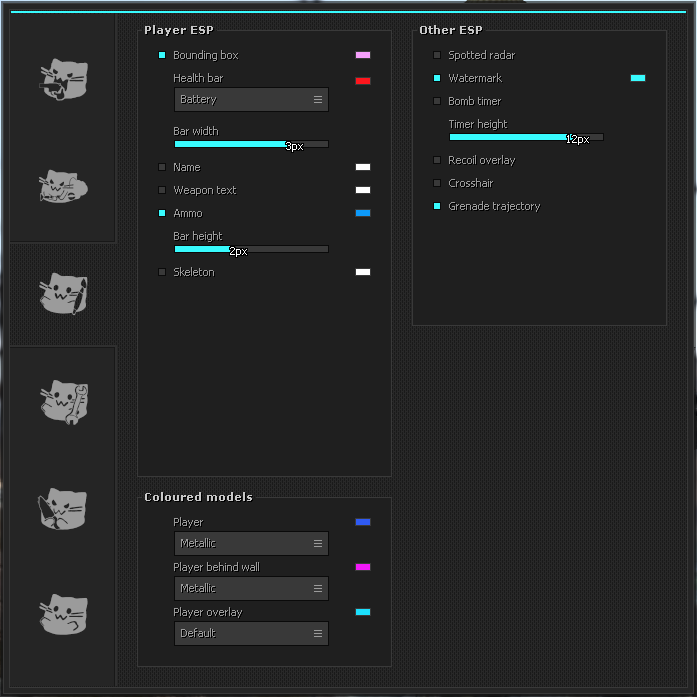 Player ESP
Bounding box
Health bar
Battery
Bar width
3px
Name
Weapon text
Ammo
Bar height
2px
Skeleton
Coloured models
Player
Metallic
Player behind wall
Metallic
Player overlay
Default
Other ESP
Spotted radar
Watermark
Bomb timer
Timer height
12px
Recoil overlay
Crosshair
Grenade trajectory